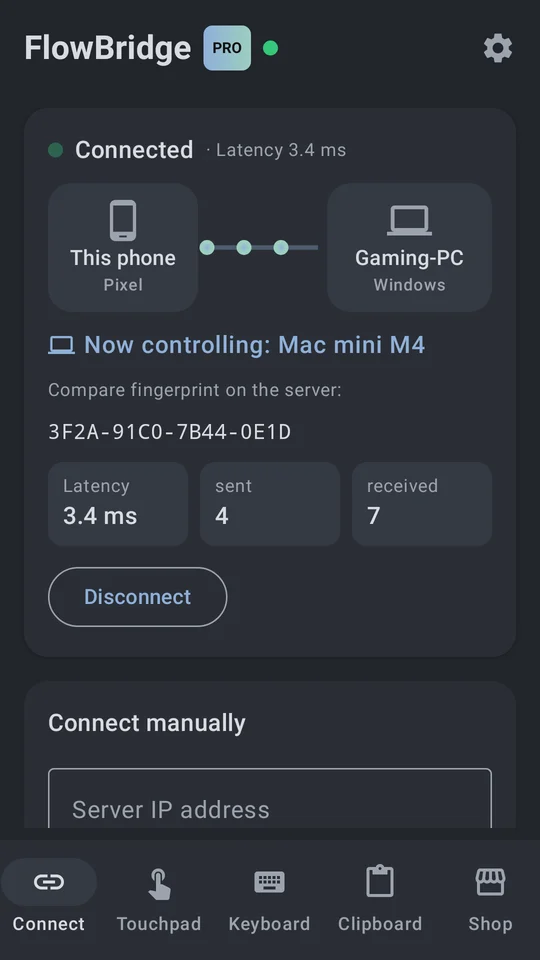 FlowBridge PRO
Connected · Latency 3.4 ms
This phone Gaming-PC
Pixel Windows
Now controlling: Mac mini M4
Compare fingerprint on the server:
3F2A-91C0-7B44-0E1D
Latency sent received
3.4 ms 4 7
Disconnect
Connect manually
Server IP address
Connect Touchpad Keyboard Clipboard Shop